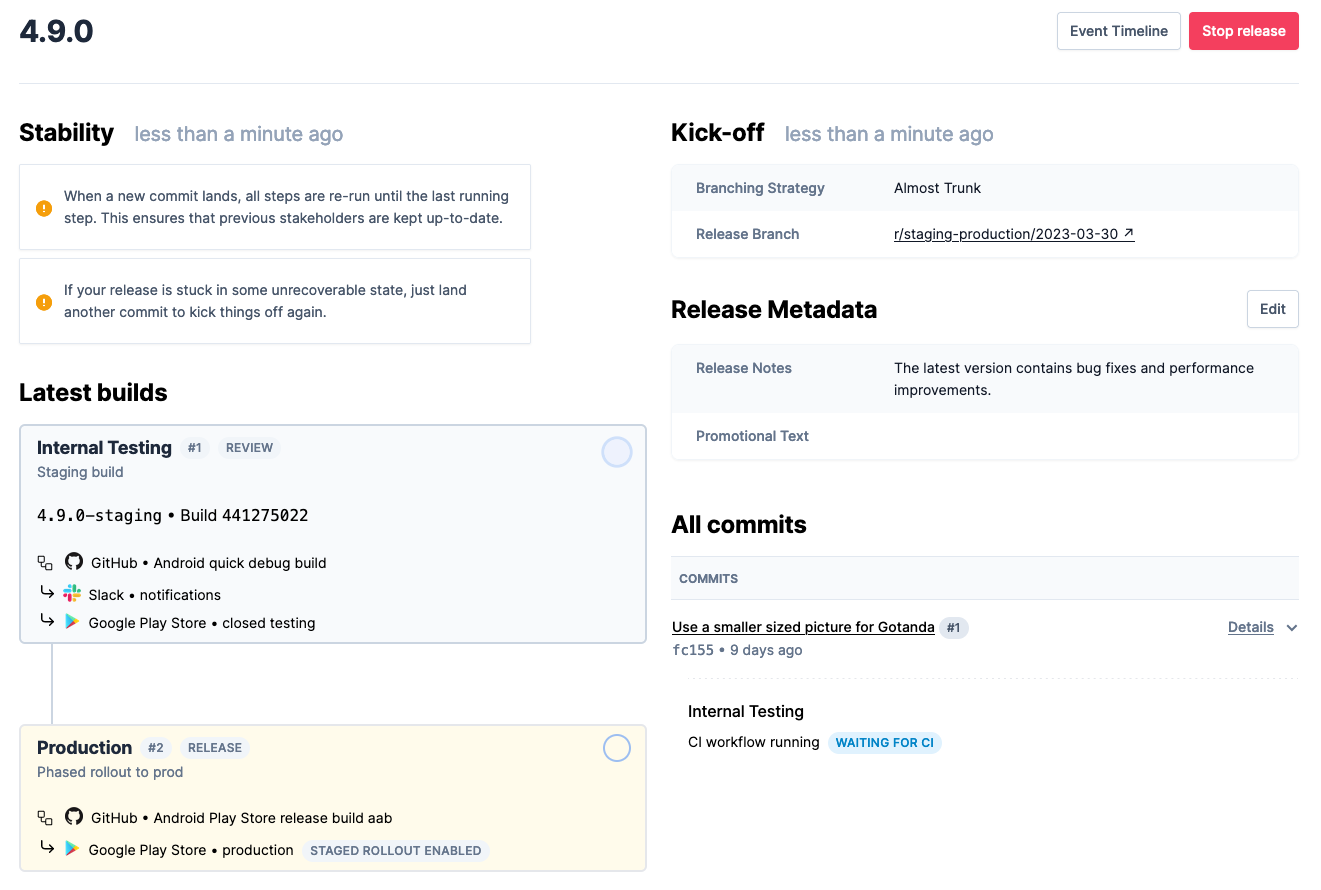 4.9.0
Event Timeline
Stop release
Stability less than a minute ago
When a new commit lands, all steps are re-run until the last running
step. This ensures that previous stakeholders are kept up-to-date.
If your release is stuck in some unrecoverable state, just land
another commit to kick things off again.
Latest builds
Internal Testing #1 REVIEW
Staging build
4.9.0-staging • Build 441275022
GitHub • Android quick debug build
Slack • notifications
Google Play Store • closed testing
Production #2 RELEASE
Phased rollout to prod
GitHub • Android Play Store release build aab
Google Play Store • production STAGED ROLLOUT ENABLED
Kick-off less than a minute ago
Branching Strategy Almost Trunk
Release Branch r/staging-production/2023-03-30 ↗
Release Metadata
Edit
Release Notes The latest version contains bug fixes and performance
improvements.
Promotional Text
All commits
COMMITS
Use a smaller sized picture for Gotanda #1 Details
fc155 • 9 days ago
Internal Testing
CI workflow running WAITING FOR CI